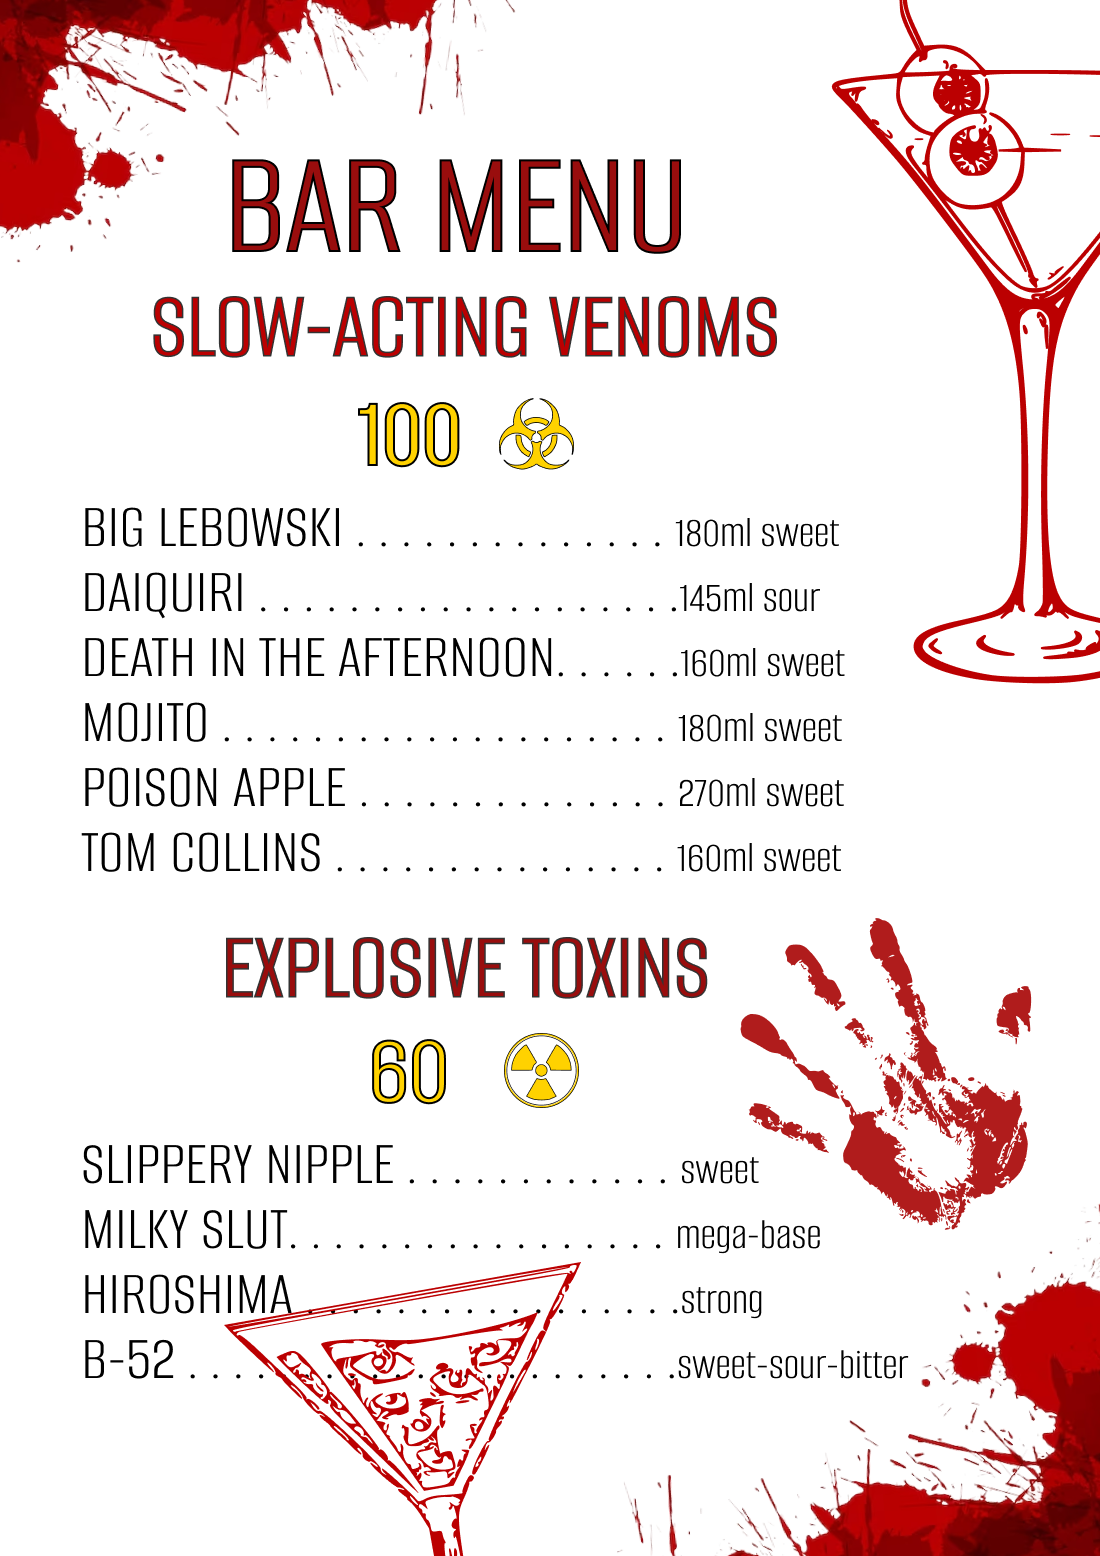 BAR MENU
SLOW-ACTING VENOMS
100
BIG LEBOWSKI . . . . . . . . . . . . . . 180ml sweet
DAIQUIRI . . . . . . . . . . . . . . . . . . .145ml sour
DEATH IN THE AFTERNOON. . . . . .160ml sweet
MOJITO . . . . . . . . . . . . . . . . . . . . 180ml sweet
POISON APPLE . . . . . . . . . . . . . . 270ml sweet
TOM COLLINS . . . . . . . . . . . . . . . 160ml sweet
EXPLOSIVE TOXINS
60
SLIPPERY NIPPLE . . . . . . . . . . . . sweet
MILKY SLUT. . . . . . . . . . . . . . . . . mega-base
HIROSHIMA . . . . . . . . . . . . . . . . .strong
B-52 . . . . . . . . . . . . . . . . . . . . . .sweet-sour-bitter